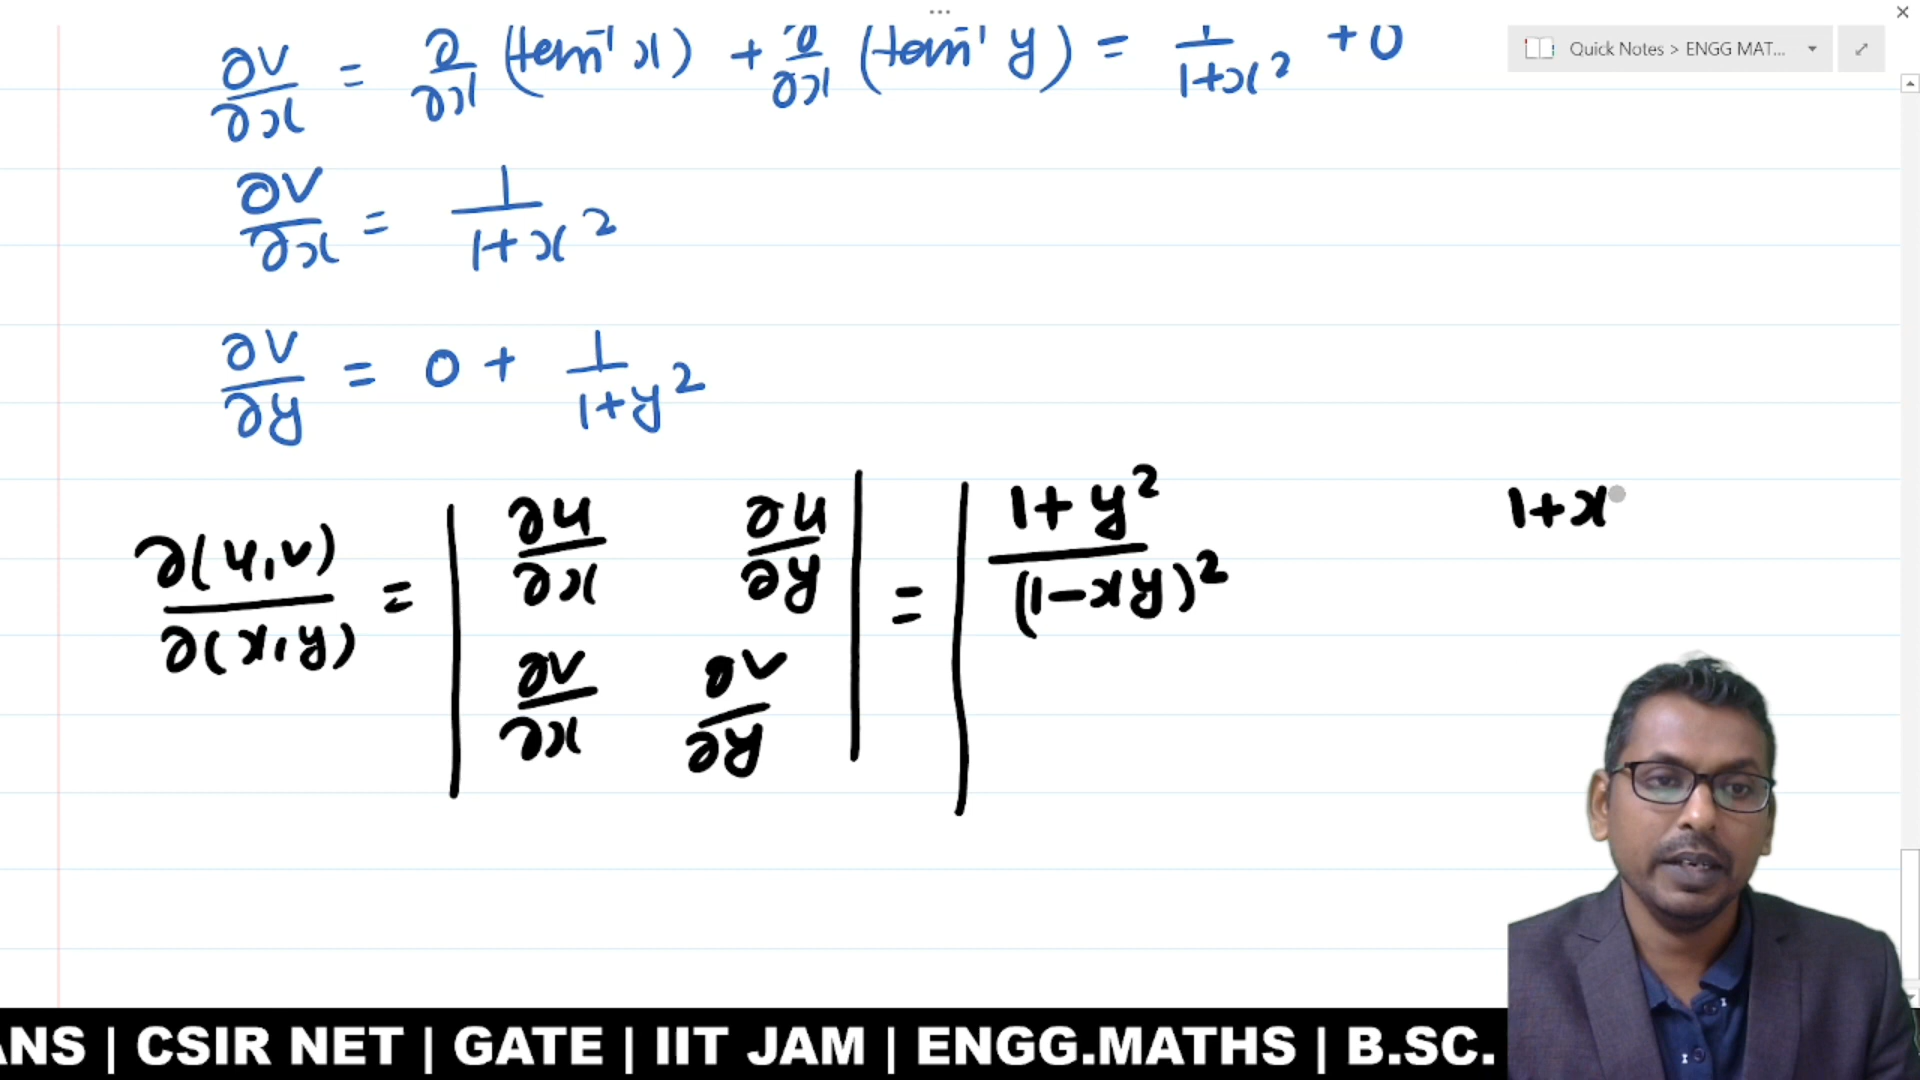 Quick Notes > ENGG MAT...
∂v/∂x = ∂/∂x (tan⁻¹ x) + ∂/∂x (tan⁻¹ y) = 1/1+x² + 0
∂v/∂x = 1/1+x²
∂v/∂y = 0 + 1/1+y²
∂(u,v)/∂(x,y) = | ∂u/∂x ∂u/∂y | = | 1+y²/(1-xy)² 1+x
| ∂v/∂x ∂v/∂y |
ANS | CSIR NET | GATE | IIT JAM | ENGG.MATHS | B.SC.